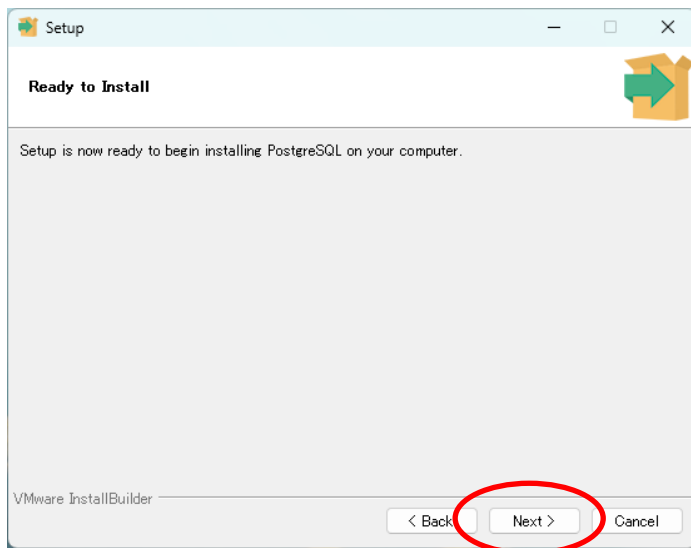 Setup
Ready to Install
Setup is now ready to begin installing PostgreSQL on your computer.
VMware InstallBuilder
< Back
Next >
Cancel